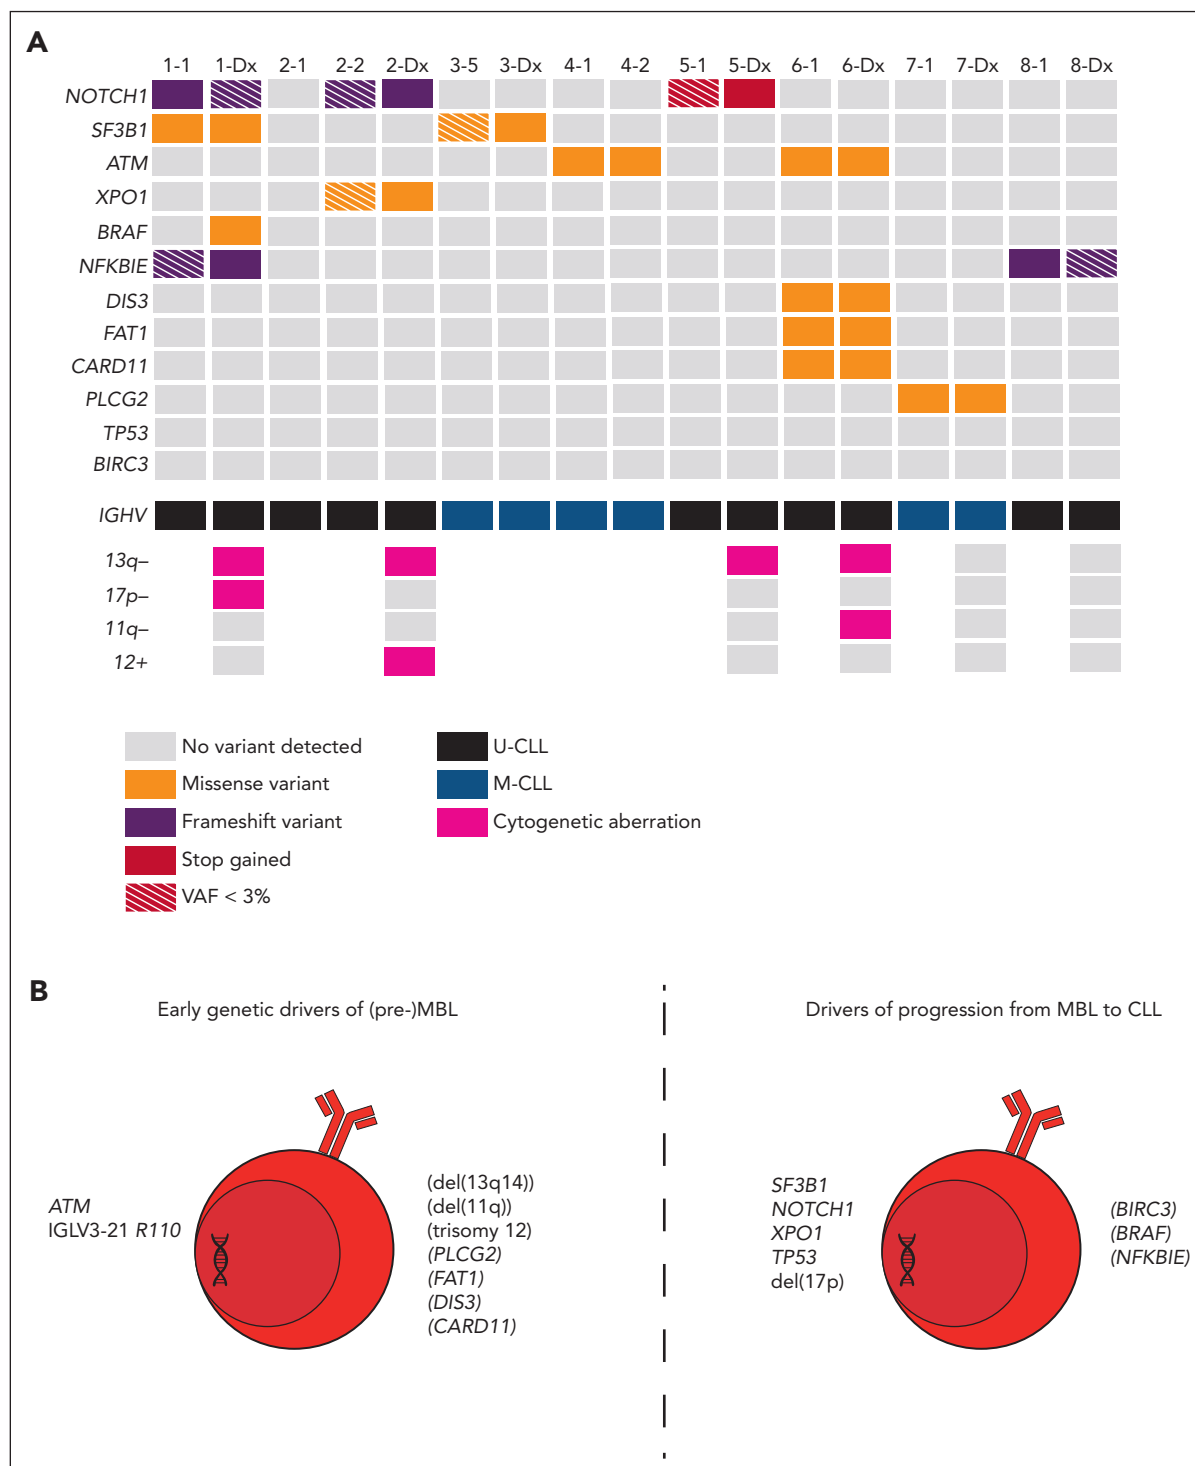 A
1-1 1-Dx 2-1 2-2 2-Dx 3-5 3-Dx 4-1 4-2 5-1 5-Dx 6-1 6-Dx 7-1 7-Dx 8-1 8-Dx
NOTCH1
SF3B1
ATM
XPO1
BRAF
NFKBIE
DIS3
FAT1
CARD11
PLCG2
TP53
BIRC3
IGHV
13q–
17p–
11q–
12+
No variant detected
Missense variant
Frameshift variant
Stop gained
VAF < 3%
U-CLL
M-CLL
Cytogenetic aberration
B
Early genetic drivers of (pre-)MBL
ATM
IGLV3-21 R110
(del(13q14))
(del(11q))
(trisomy 12)
(PLCG2)
(FAT1)
(DIS3)
(CARD11)
Drivers of progression from MBL to CLL
SF3B1
NOTCH1
XPO1
TP53
del(17p)
(BIRC3)
(BRAF)
(NFKBIE)